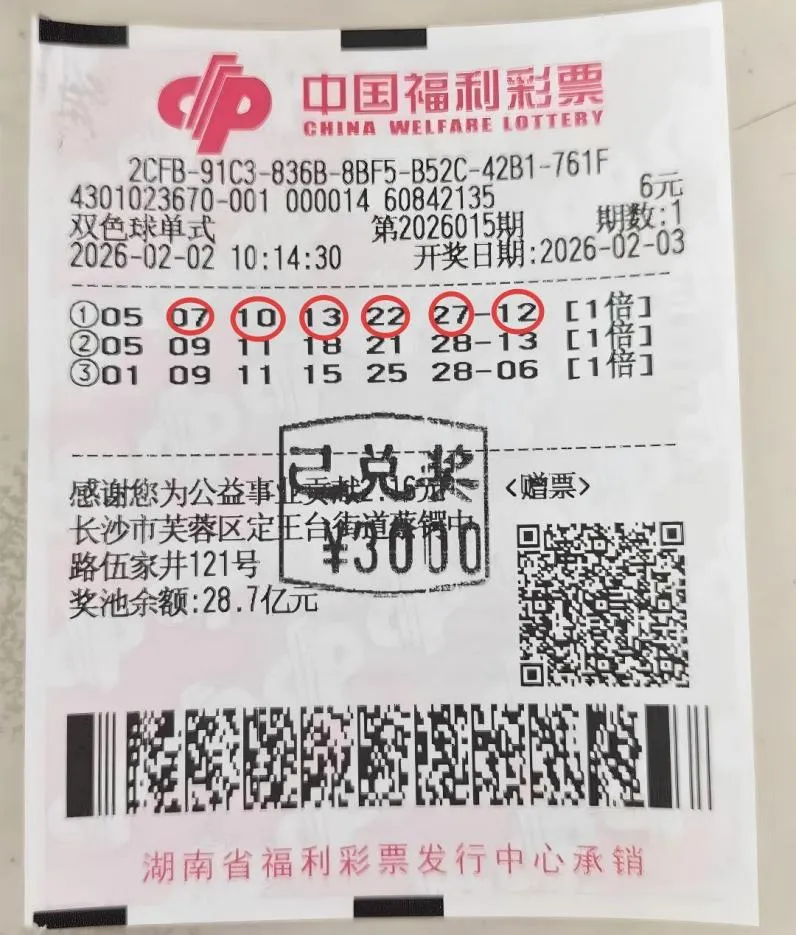 中国福利彩票
CHINA WELFARE LOTTERY
2CFB-91C3-836B-8BF5-B52C-42B1-761F
4301023670-001 000014 60842135 6元
双色球单式 第2026015期 期数:1
2026-02-02 10:14:30 开奖日期:2026-02-03
①05 07 10 13 22 27-12 [1倍]
②05 09 11 18 21 28-13 [1倍]
③01 09 11 15 25 28-06 [1倍]
已兑奖
¥3000
感谢您为公益事业贡献2.16元 <赠票>
长沙市芙蓉区定王台街道蔡锷中
路伍家井121号
奖池余额:28.7亿元
湖南省福利彩票发行中心承销